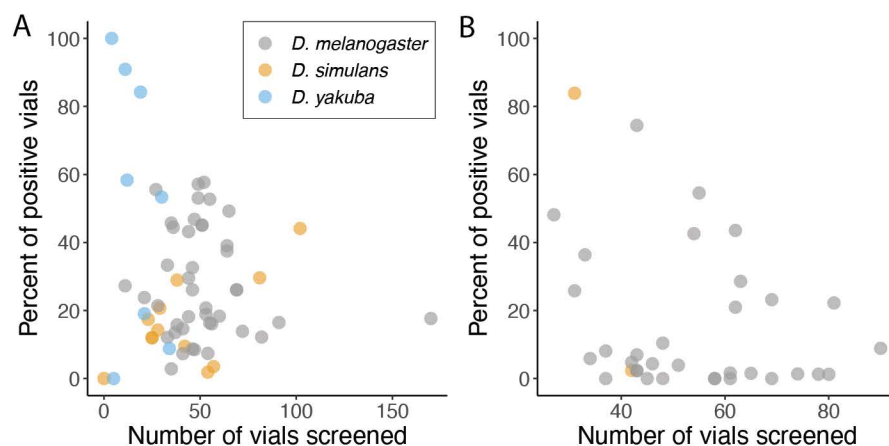 A
Percent of positive vials
100
80
60
40
20
0
0
50
100
150
Number of vials screened
D. melanogaster
D. simulans
D. yakuba
B
Percent of positive vials
100
80
60
40
20
0
40
60
80
Number of vials screened